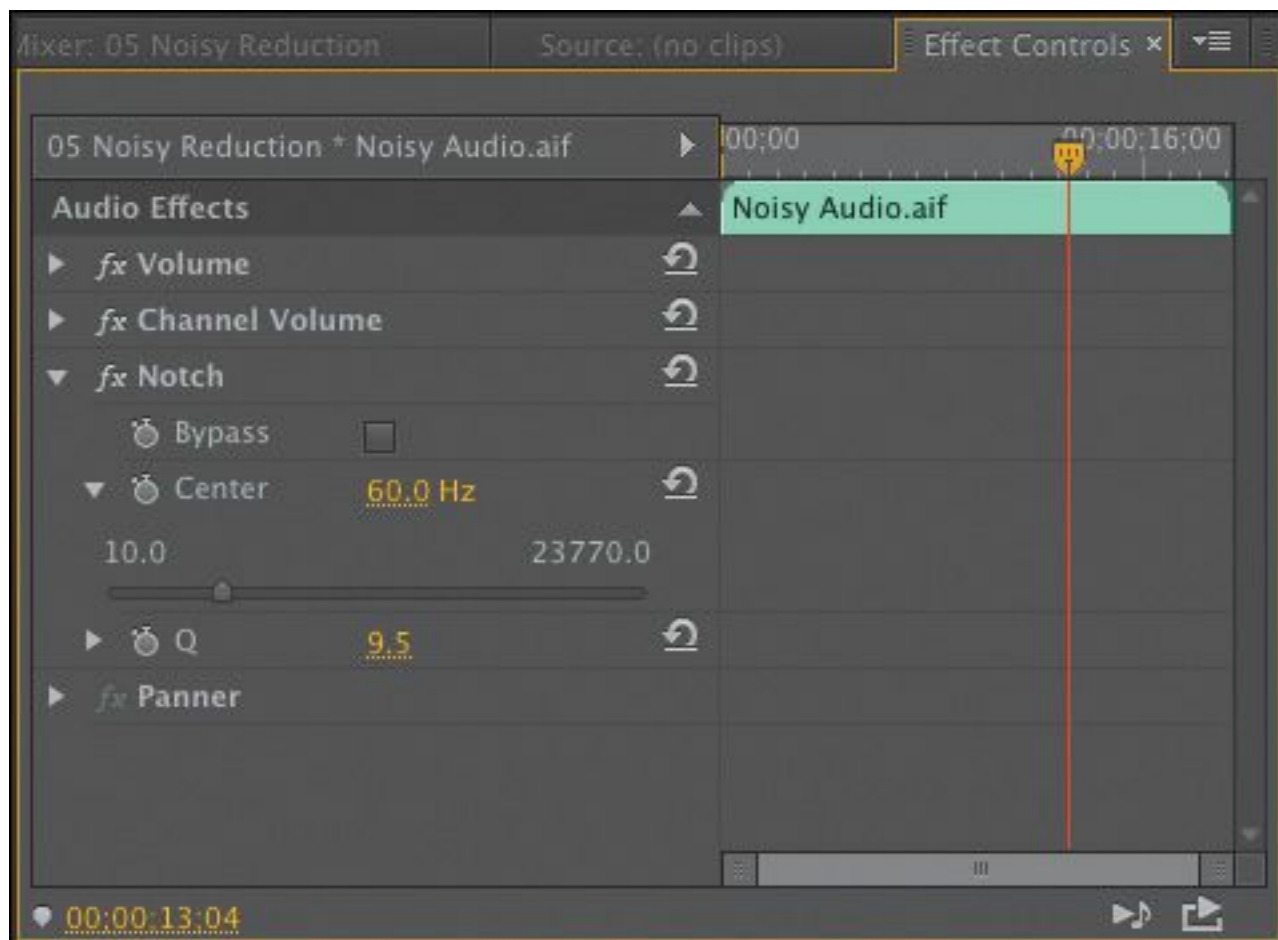 Mixer: 05 Noisy Reduction
Source: (no clips)
Effect Controls ×
05 Noisy Reduction * Noisy Audio.aif
00;00
00;00;16;00
Audio Effects
Noisy Audio.aif
fx Volume
fx Channel Volume
fx Notch
Bypass
Center 60.0 Hz
10.0 23770.0
Q 9.5
fx Panner
00;00;13;04